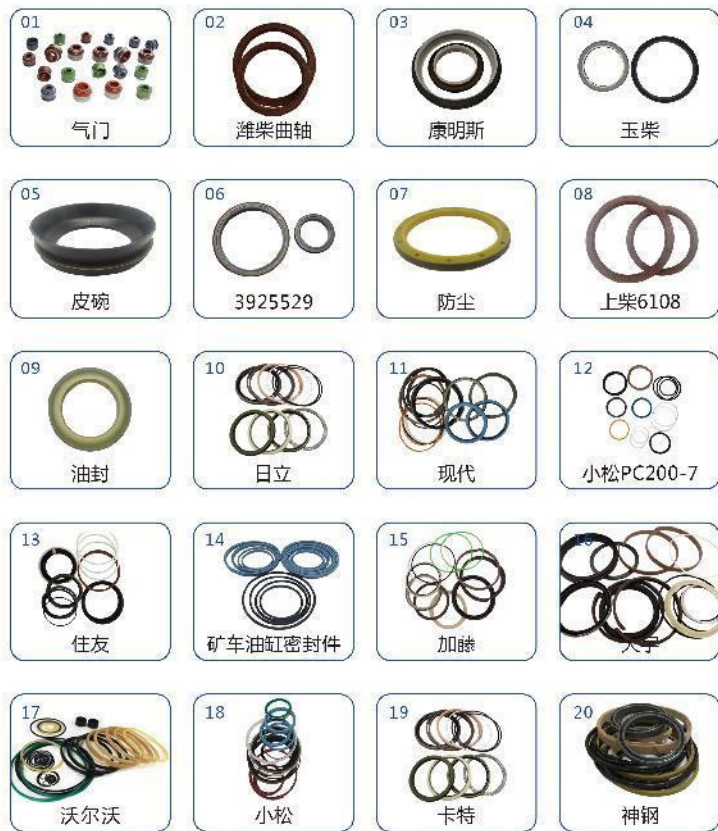 01
气门
02
潍柴曲轴
03
康明斯
04
玉柴
05
皮碗
06
3925529
07
防尘
08
上柴6108
09
油封
10
日立
11
现代
12
小松PC200-7
13
住友
14
矿车油缸密封件
15
加藤
16
大宇
17
沃尔沃
18
小松
19
卡特
20
神钢